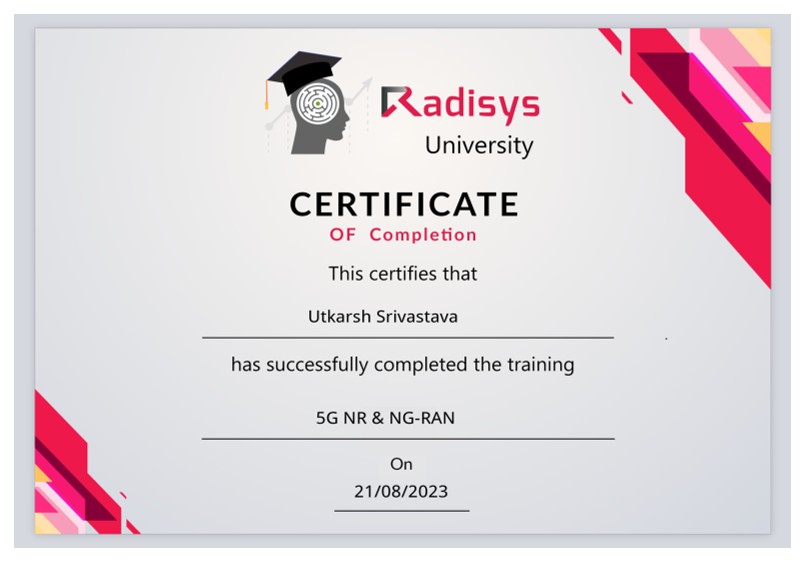 Radisys
University
CERTIFICATE
OF Completion
This certifies that
Utkarsh Srivastava
has successfully completed the training
5G NR & NG-RAN
On
21/08/2023